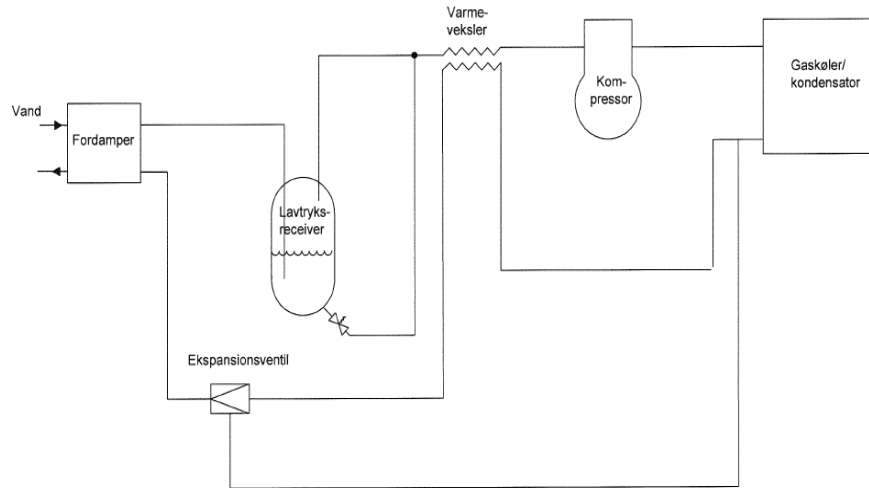 Varme-
veksler
Gaskøler/
kondensator
Kom-
pressor
Vand
Fordamper
Lavtryks-
receiver
Ekspansionsventil